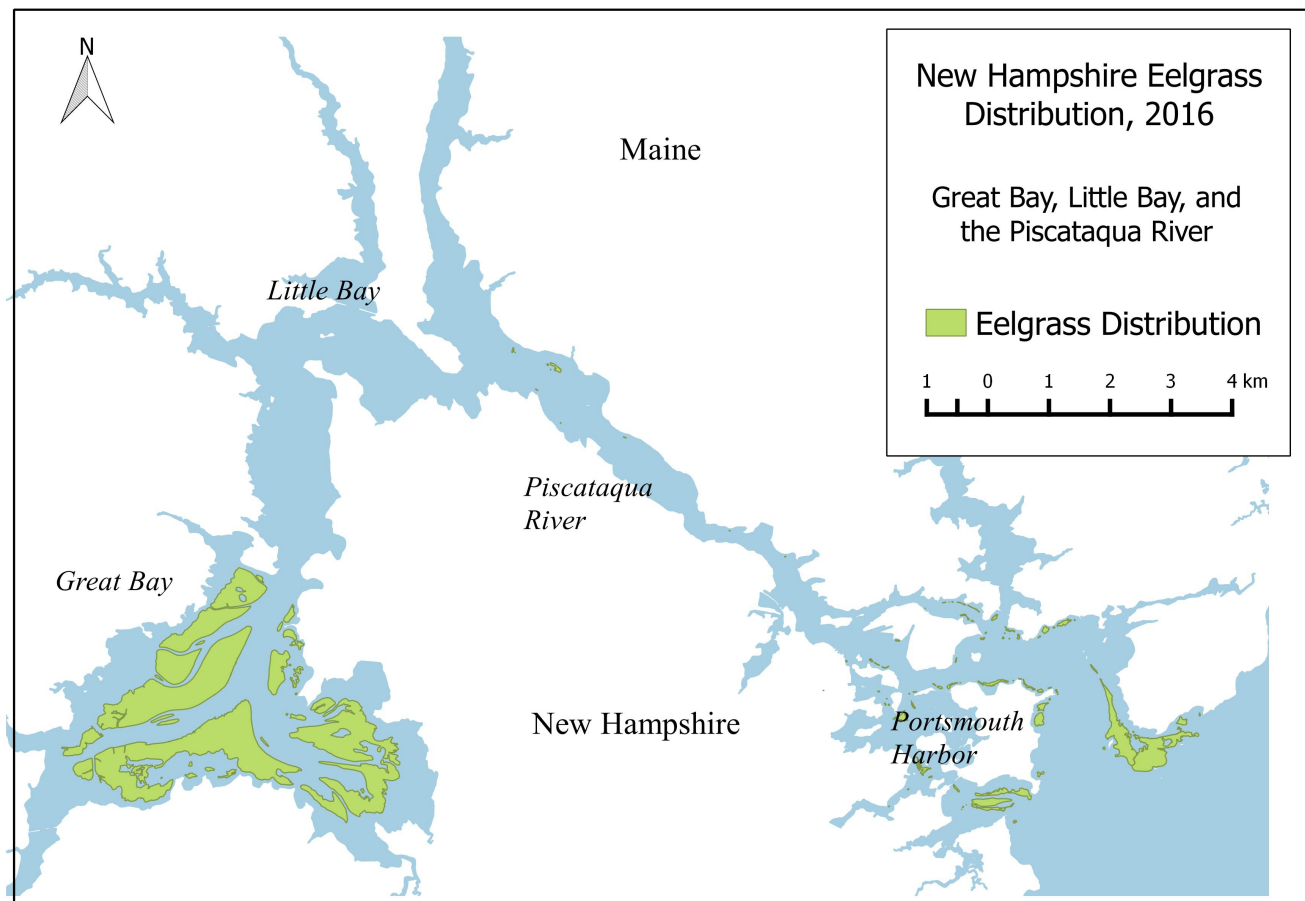 N
New Hampshire Eelgrass
Distribution, 2016
Great Bay, Little Bay, and
the Piscataqua River
Eelgrass Distribution
1 0 1 2 3 4 km
Maine
Little Bay
Piscataqua
River
Great Bay
New Hampshire
Portsmouth
Harbor